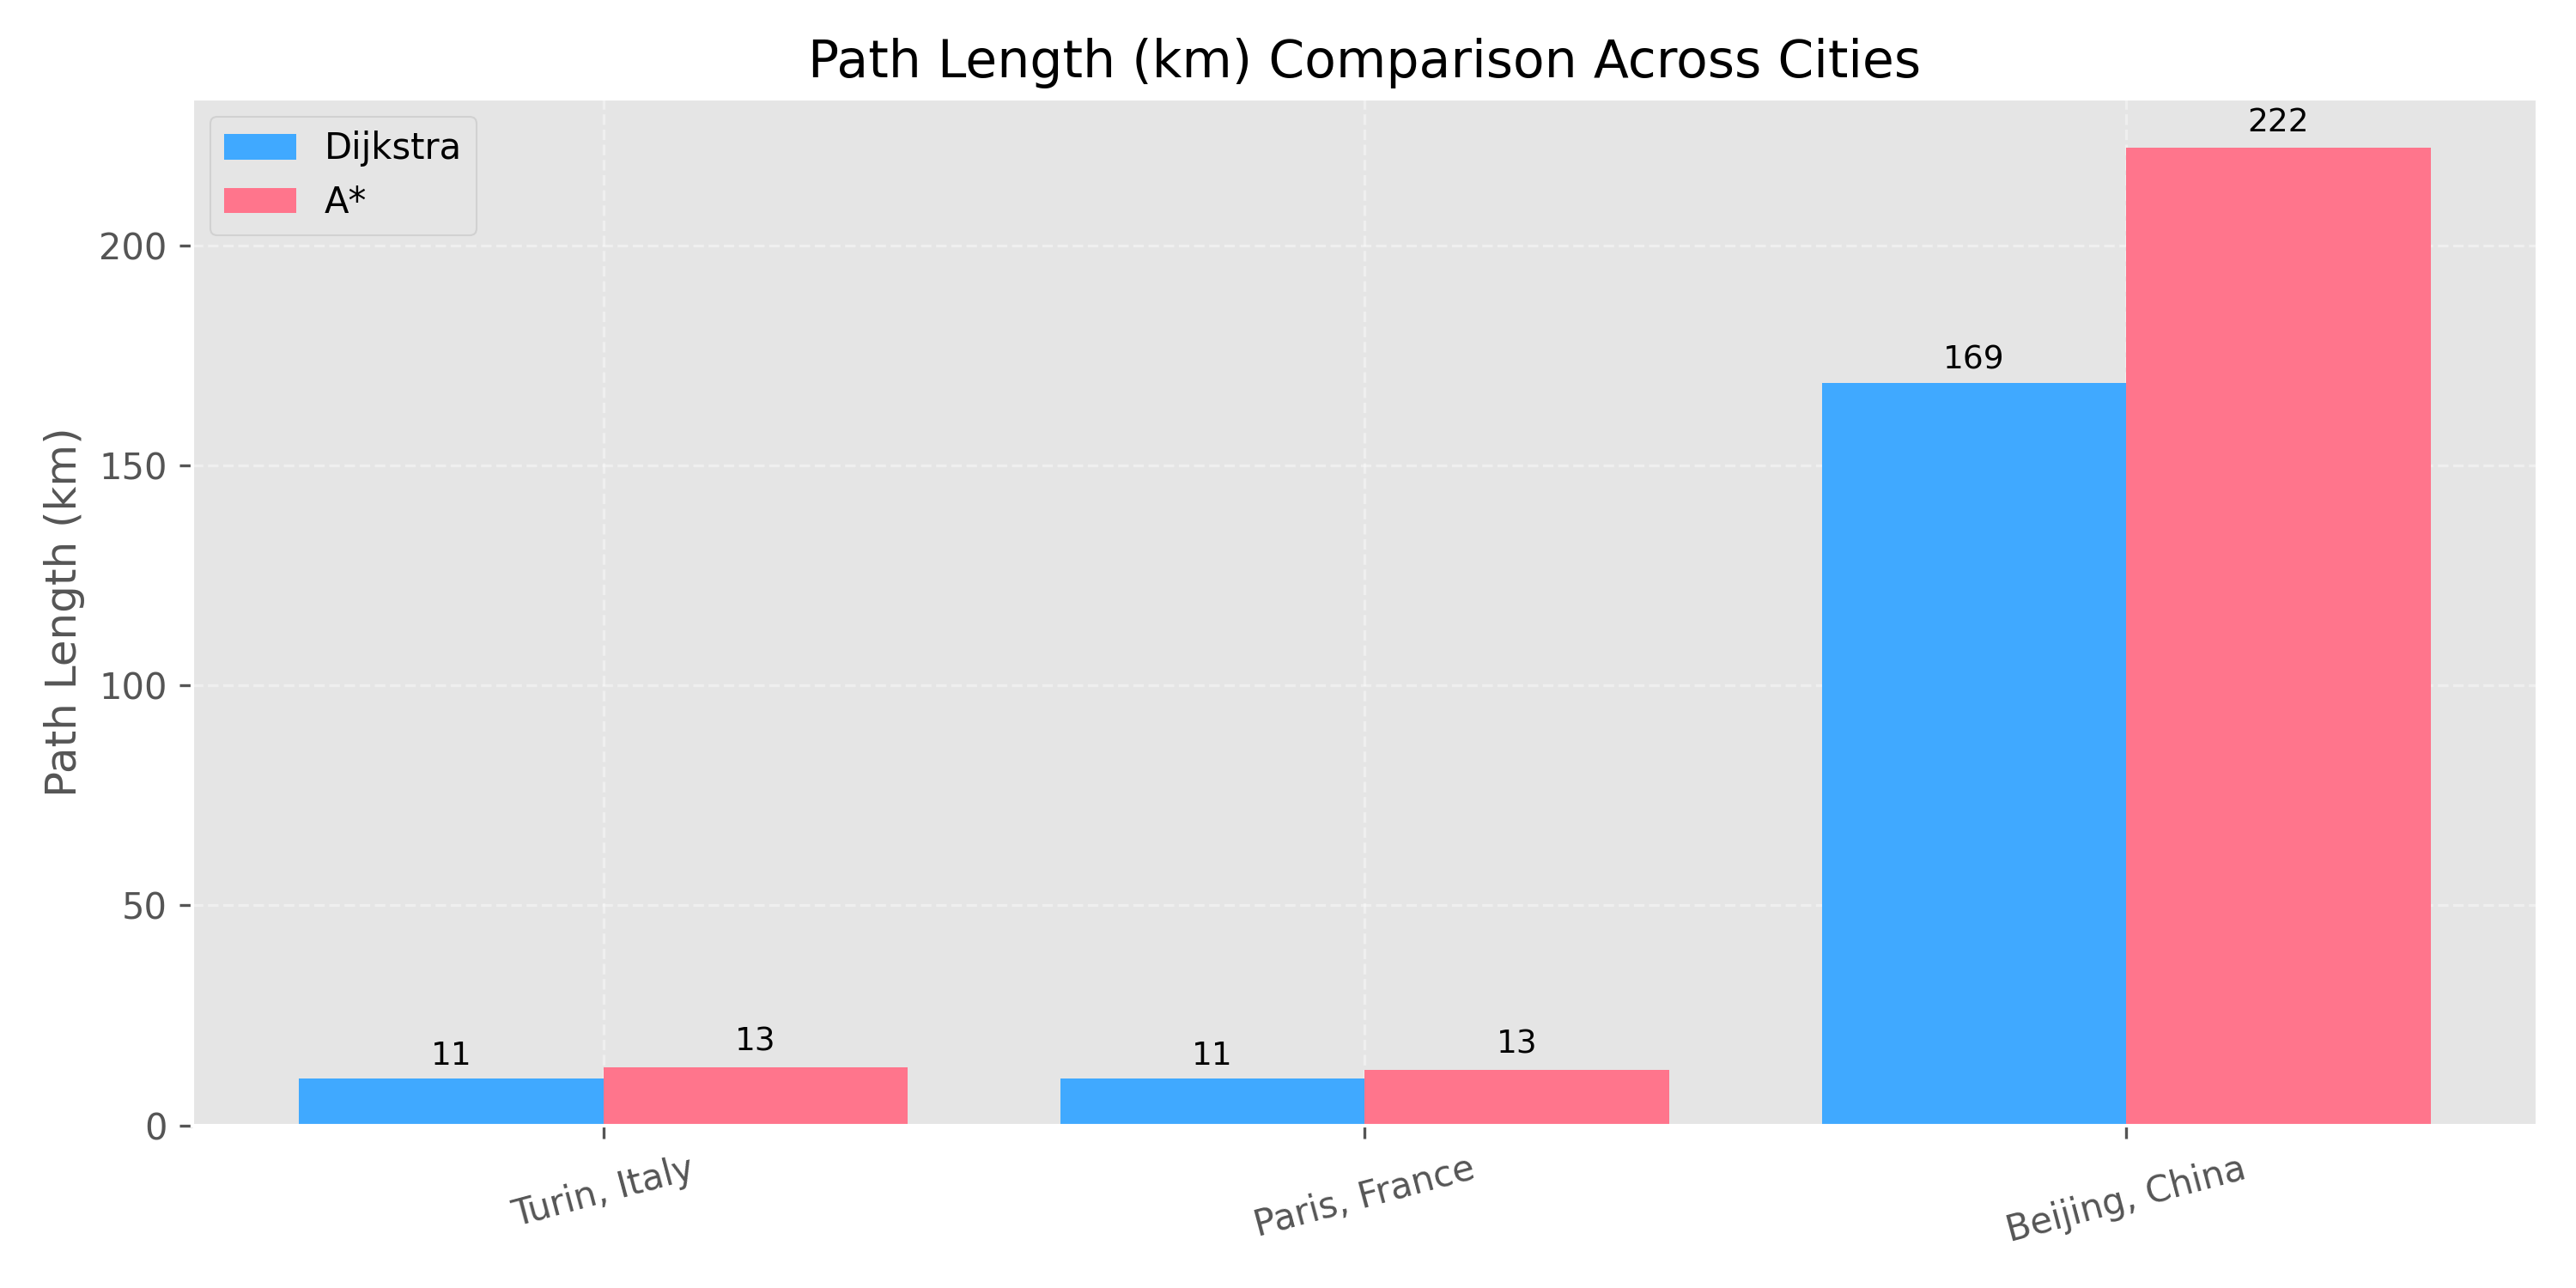 Path Length (km) Comparison Across Cities
Dijkstra
A*
Path Length (km)
200
150
100
50
0
11
13
11
13
169
222
Turin, Italy
Paris, France
Beijing, China